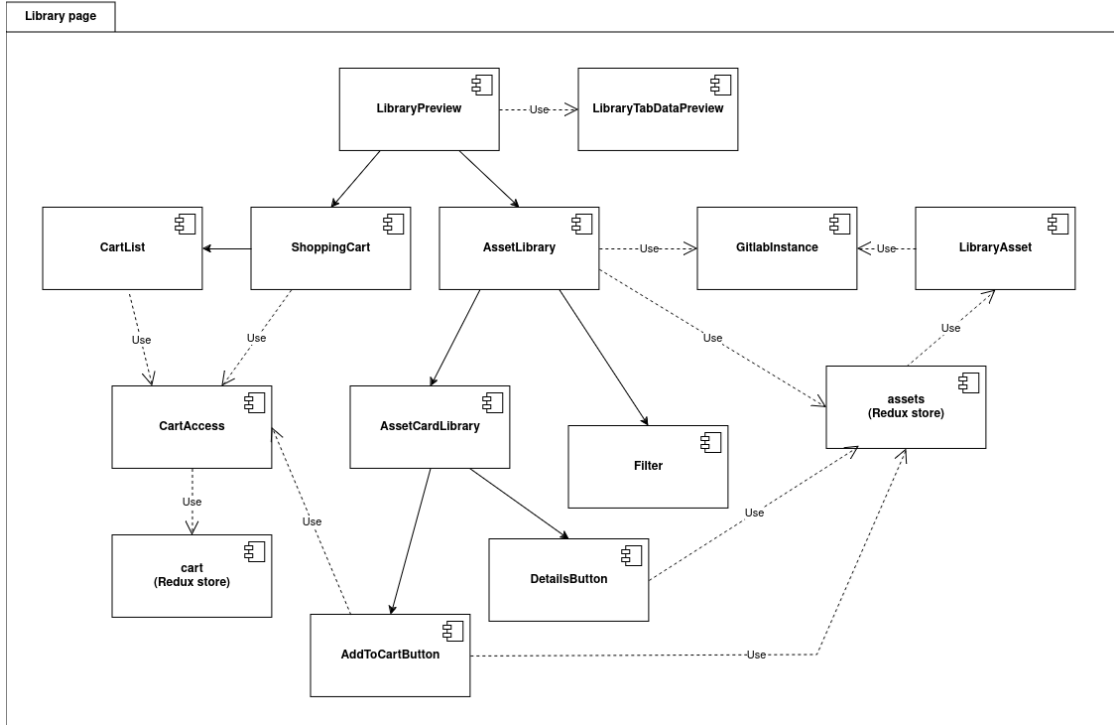 Library page
LibraryPreview
Use
LibraryTabDataPreview
CartList
ShoppingCart
AssetLibrary
Use
GitlabInstance
Use
LibraryAsset
Use
Use
Use
Use
CartAccess
AssetCardLibrary
assets
(Redux store)
Filter
Use
Use
Use
cart
(Redux store)
DetailsButton
AddToCartButton
Use